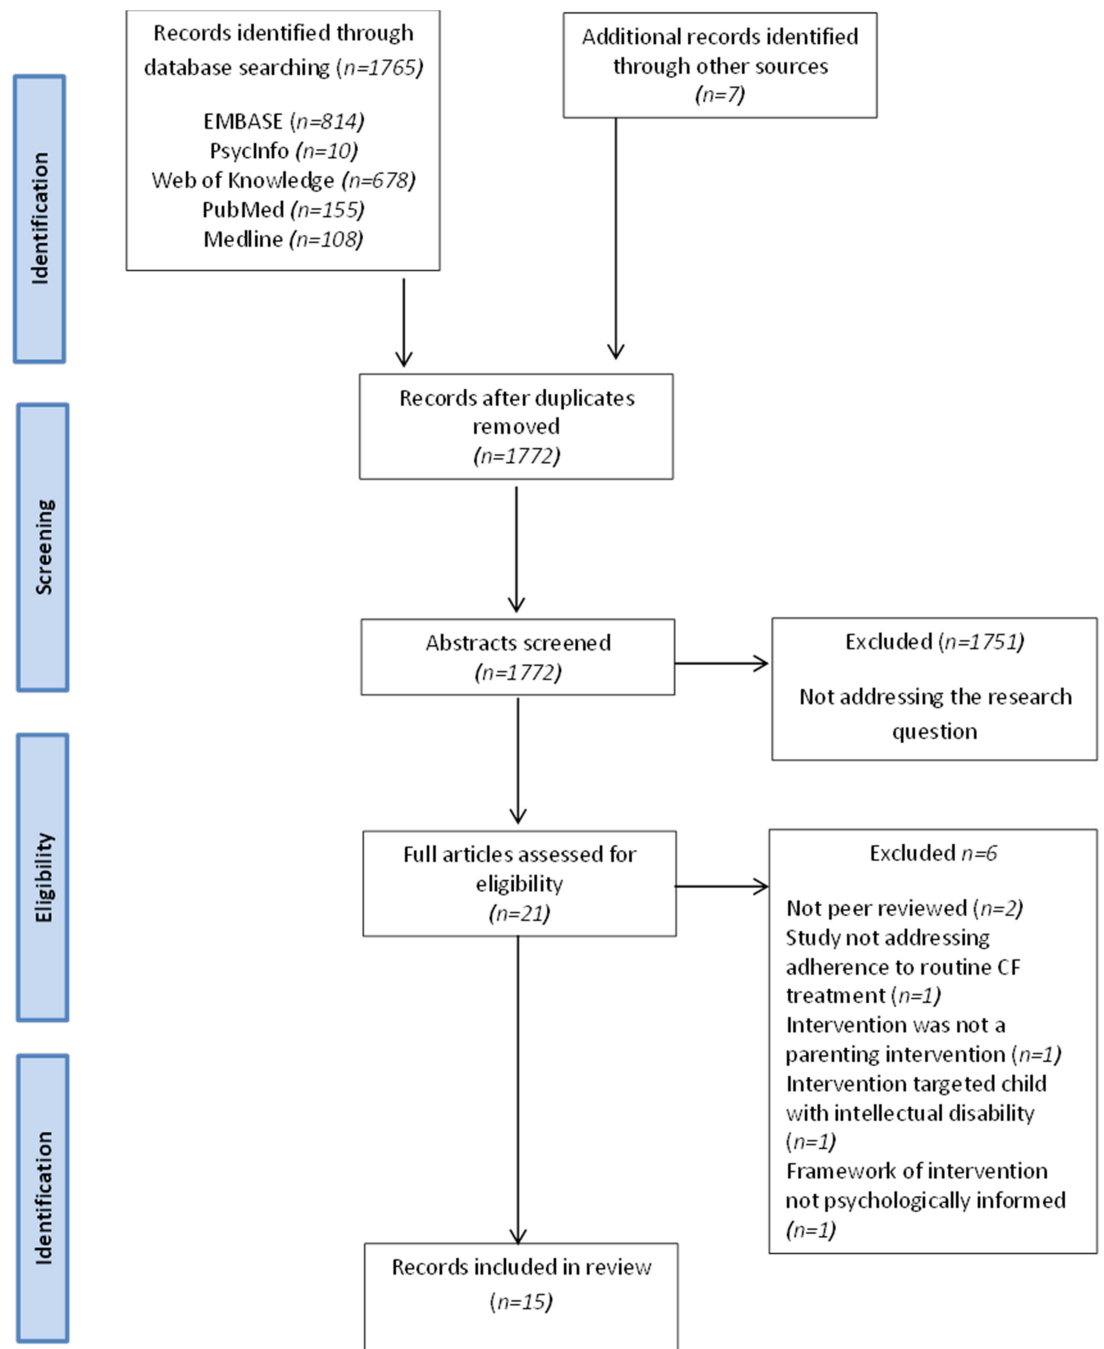 Records identified through
database searching (n=1765)
EMBASE (n=814)
PsycInfo (n=10)
Web of Knowledge (n=678)
PubMed (n=155)
Medline (n=108)
Additional records identified
through other sources
(n=7)
Identification
Records after duplicates
removed
(n=1772)
Screening
Abstracts screened
(n=1772)
Excluded (n=1751)
Not addressing the research
question
Eligibility
Full articles assessed for
eligibility
(n=21)
Excluded n=6
Not peer reviewed (n=2)
Study not addressing
adherence to routine CF
treatment (n=1)
Intervention was not a
parenting intervention (n=1)
Intervention targeted child
with intellectual disability
(n=1)
Framework of intervention
not psychologically informed
(n=1)
Identification
Records included in review
(n=15)